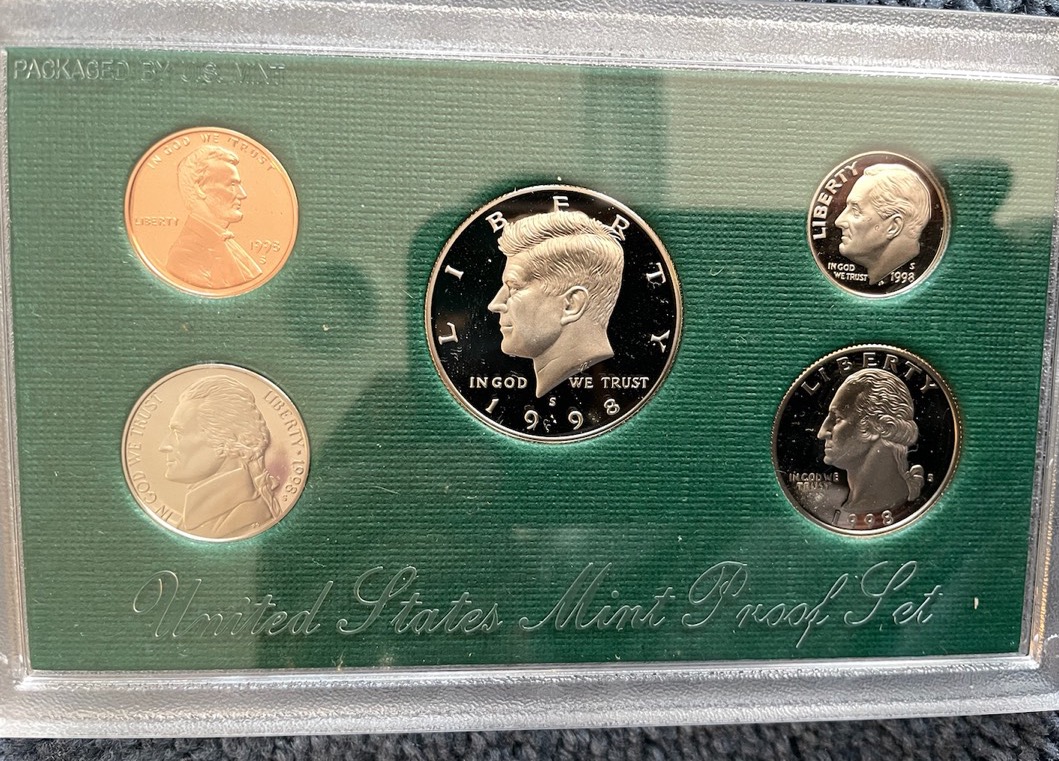 PACKAGED BY U.S. MINT
IN GOD WE TRUST
LIBERTY
1998
S
LIBERTY
IN GOD WE TRUST
S
1998
LIBERTY
IN GOD
WE TRUST
S
1998
IN GOD WE TRUST
LIBERTY • 1998
S
LIBERTY
IN GOD WE
TRUST
S
1998
United States Mint Proof Set